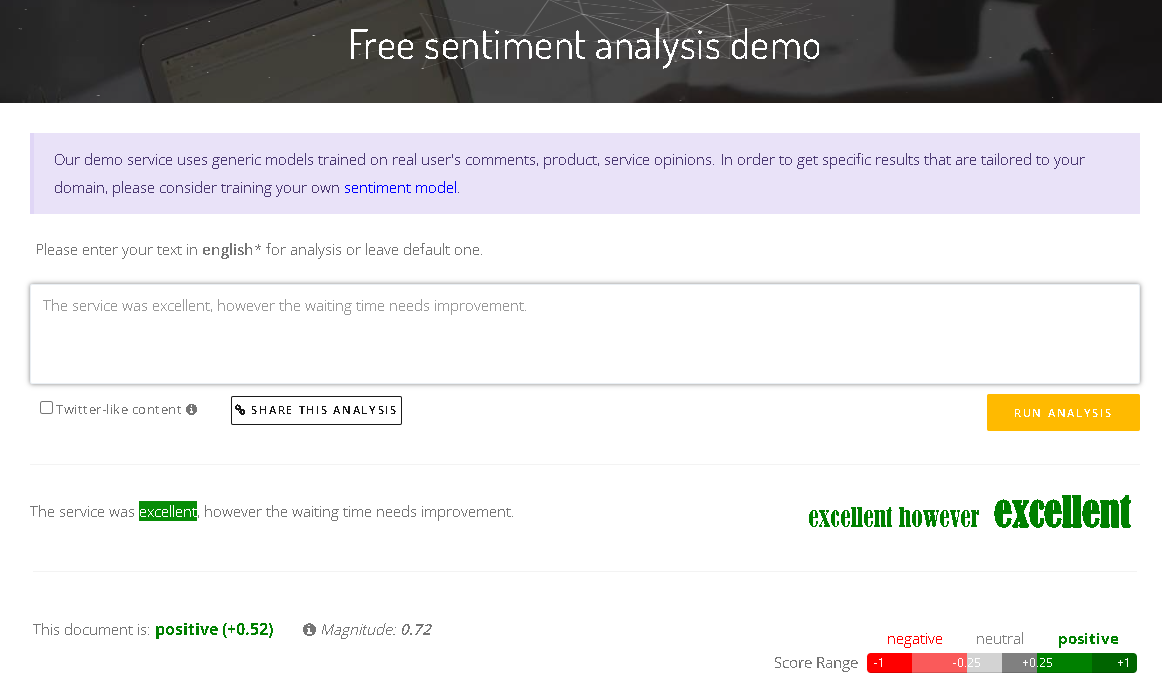 Free sentiment analysis demo
Our demo service uses generic models trained on real user's comments, product, service opinions. In order to get specific results that are tailored to your
domain, please consider training your own sentiment model.
Please enter your text in english* for analysis or leave default one.
The service was excellent, however the waiting time needs improvement.
Twitter-like content
SHARE THIS ANALYSIS
RUN ANALYSIS
The service was excellent, however the waiting time needs improvement.
excellent however excellent
This document is: positive (+0.52) Magnitude: 0.72
negative neutral positive
Score Range -1 -0.25 +0.25 +1